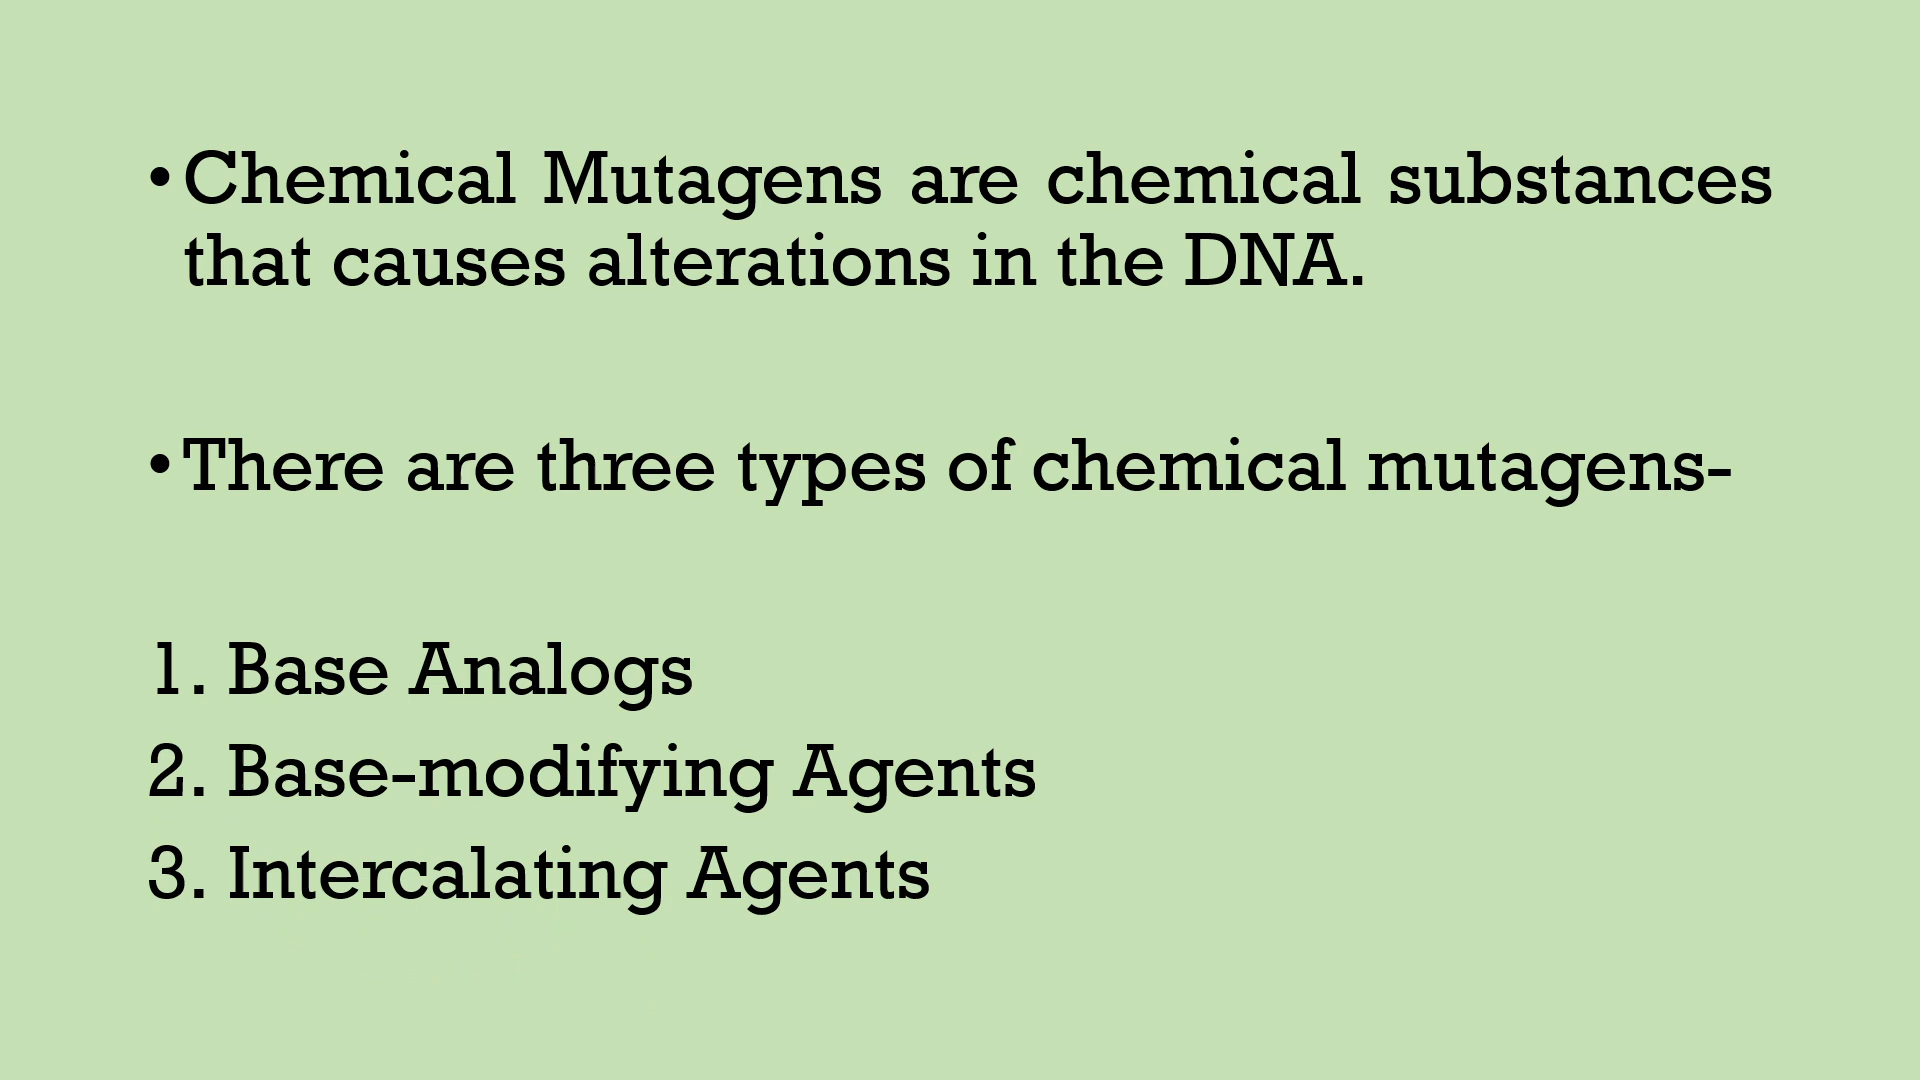 • Chemical Mutagens are chemical substances
that causes alterations in the DNA.
• There are three types of chemical mutagens-
1. Base Analogs
2. Base-modifying Agents
3. Intercalating Agents